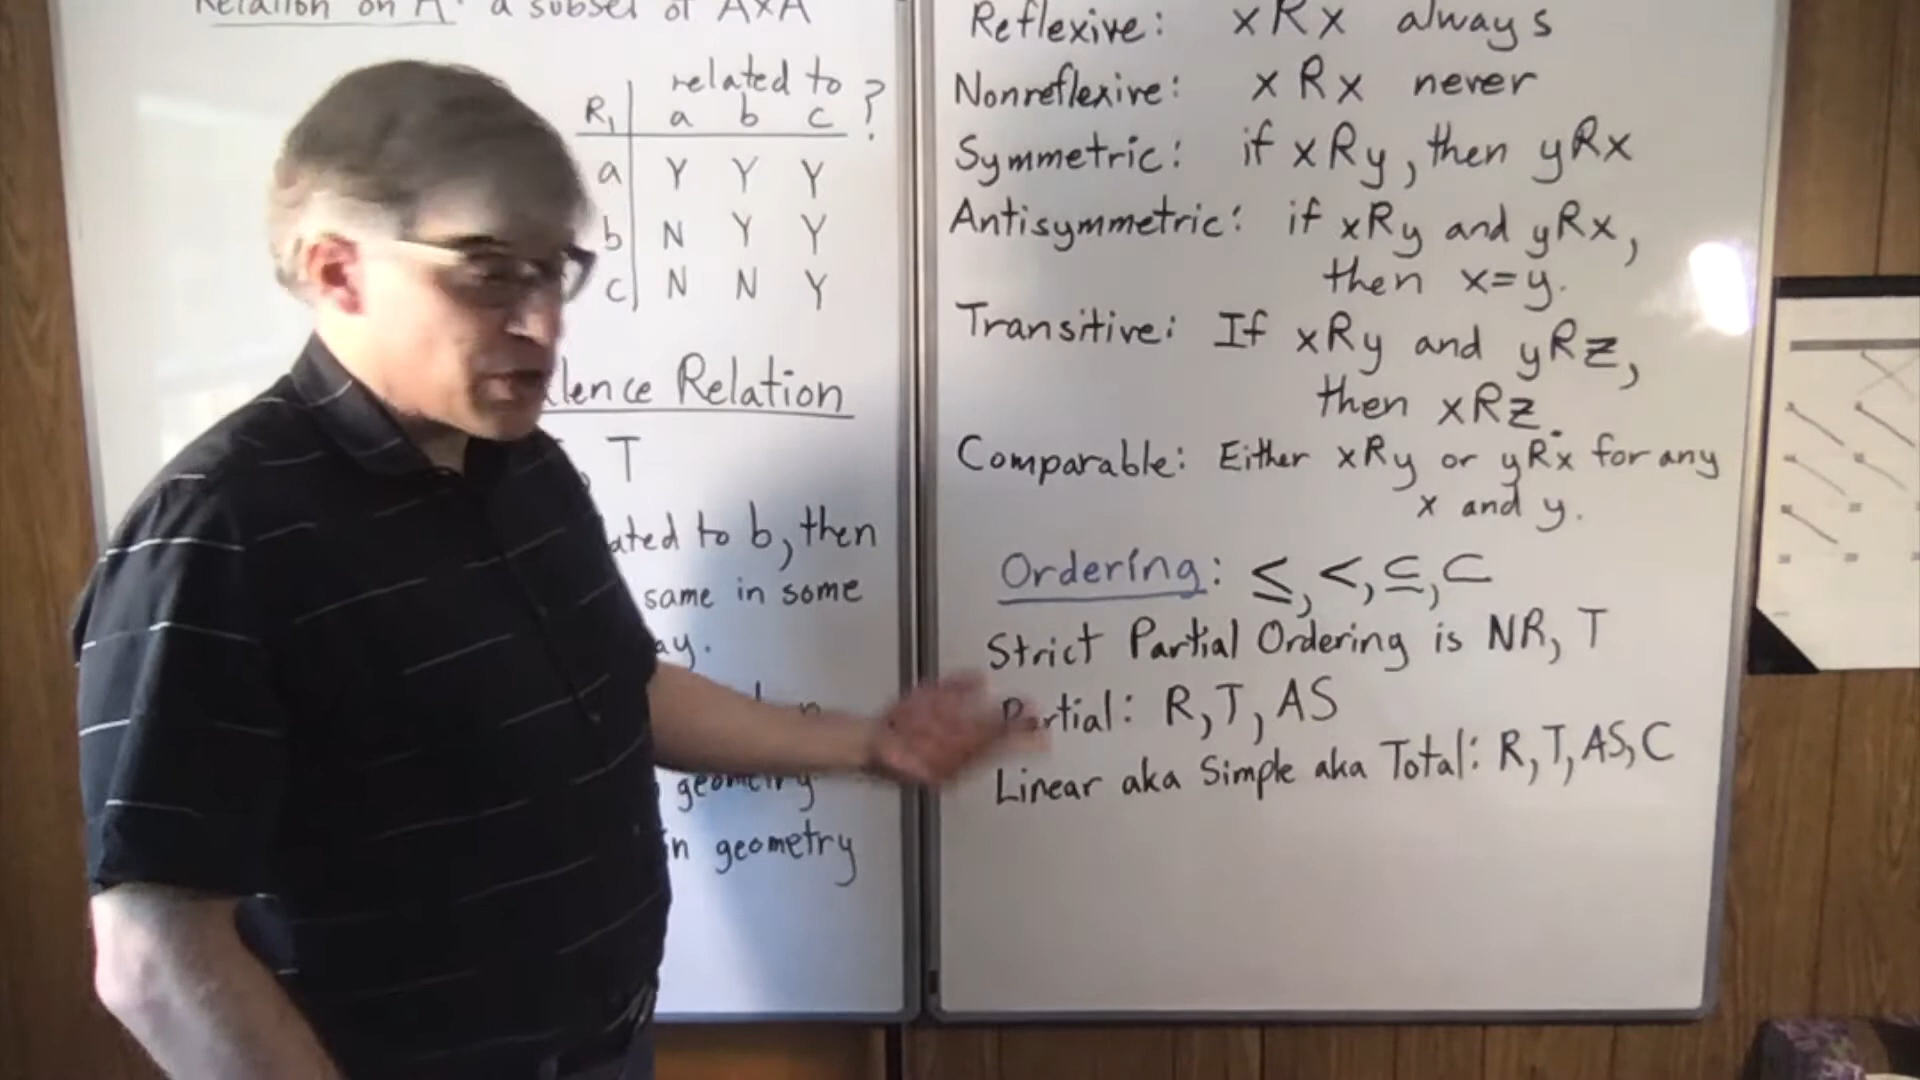 Relation on A: a subset of A×A
related to
R₁ a b c ?
a Y Y Y
b N Y Y
c N N Y
lence Relation
T
ated to b, then
same in some
ay.
geometry
in geometry
Reflexive: xRx always
Nonreflexive: xRx never
Symmetric: if xRy, then yRx
Antisymmetric: if xRy and yRx,
then x=y.
Transitive: If xRy and yRz,
then xRz.
Comparable: Either xRy or yRx for any
x and y.
Ordering: ≤, <, ⊆, ⊂
Strict Partial Ordering is NR, T
Partial: R, T, AS
Linear aka Simple aka Total: R, T, AS, C